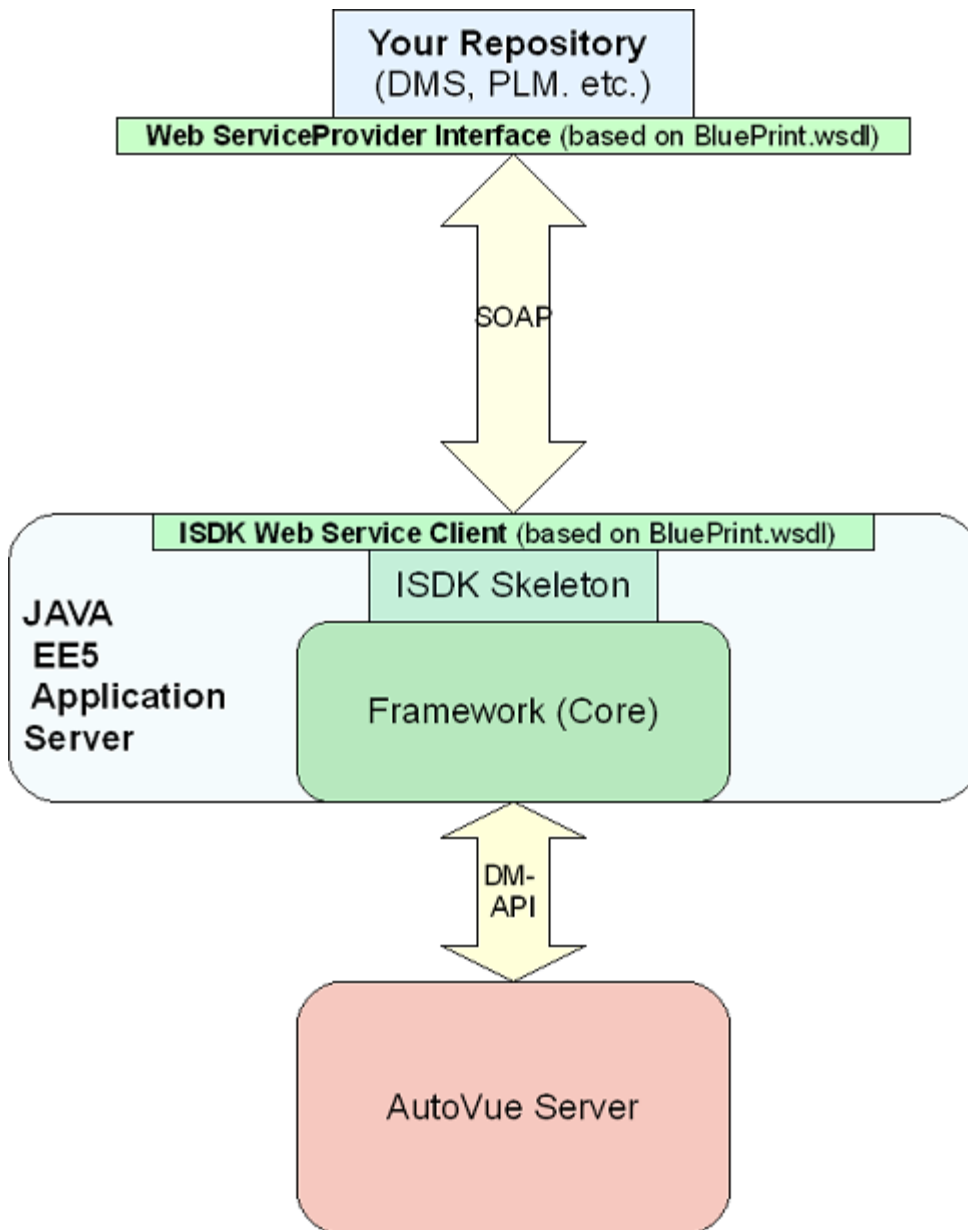 Your Repository
(DMS, PLM. etc.)
Web ServiceProvider Interface (based on BluePrint.wsdl)
SOAP
ISDK Web Service Client (based on BluePrint.wsdl)
ISDK Skeleton
JAVA
EE5
Application
Server
Framework (Core)
DM-
API
AutoVue Server